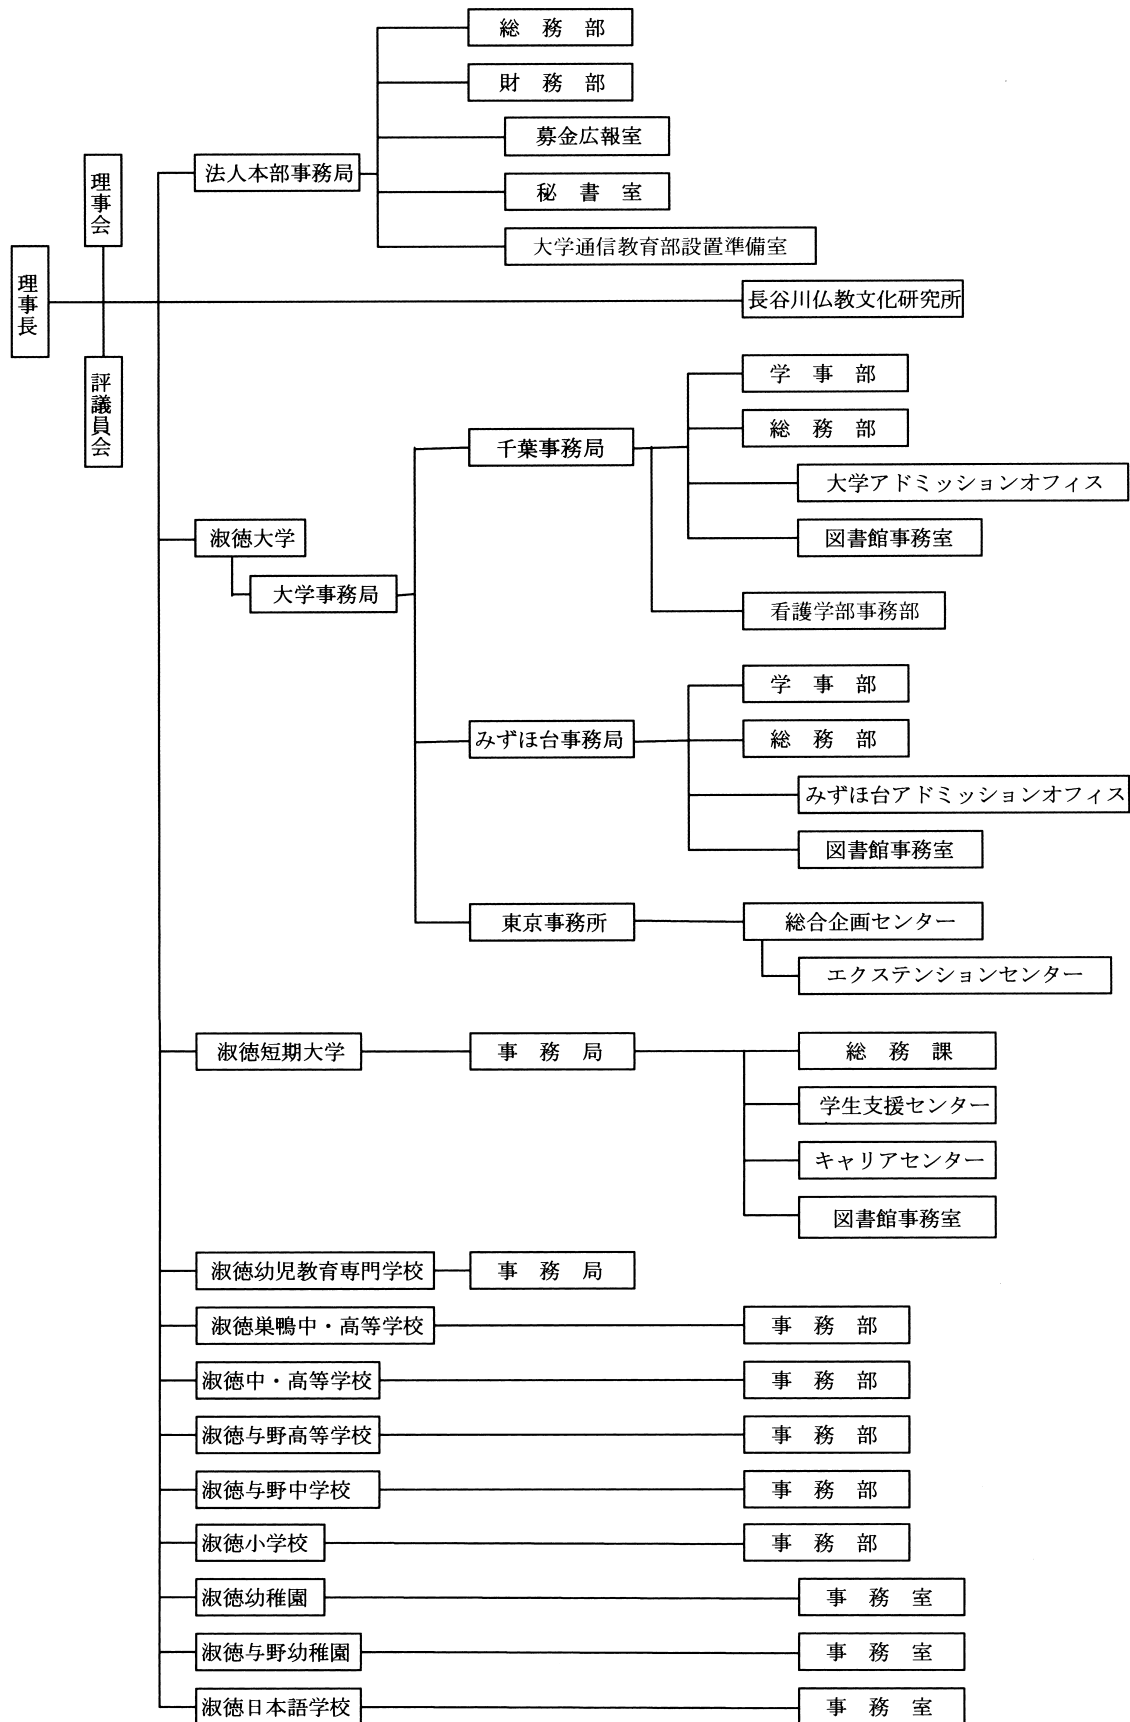 理事長
理事会
評議員会
法人本部事務局
総　務　部
財　務　部
募金広報室
秘　書　室
大学通信教育部設置準備室
長谷川仏教文化研究所
淑徳大学
大学事務局
千葉事務局
学　事　部
総　務　部
大学アドミッションオフィス
図書館事務室
看護学部事務部
みずほ台事務局
学　事　部
総　務　部
みずほ台アドミッションオフィス
図書館事務室
東京事務所
総合企画センター
エクステンションセンター
淑徳短期大学
事　務　局
総　務　課
学生支援センター
キャリアセンター
図書館事務室
淑徳幼児教育専門学校
事　務　局
淑徳巣鴨中・高等学校
事　務　部
淑徳中・高等学校
事　務　部
淑徳与野高等学校
事　務　部
淑徳与野中学校
事　務　部
淑徳小学校
事　務　部
淑徳幼稚園
事　務　室
淑徳与野幼稚園
事　務　室
淑徳日本語学校
事　務　室